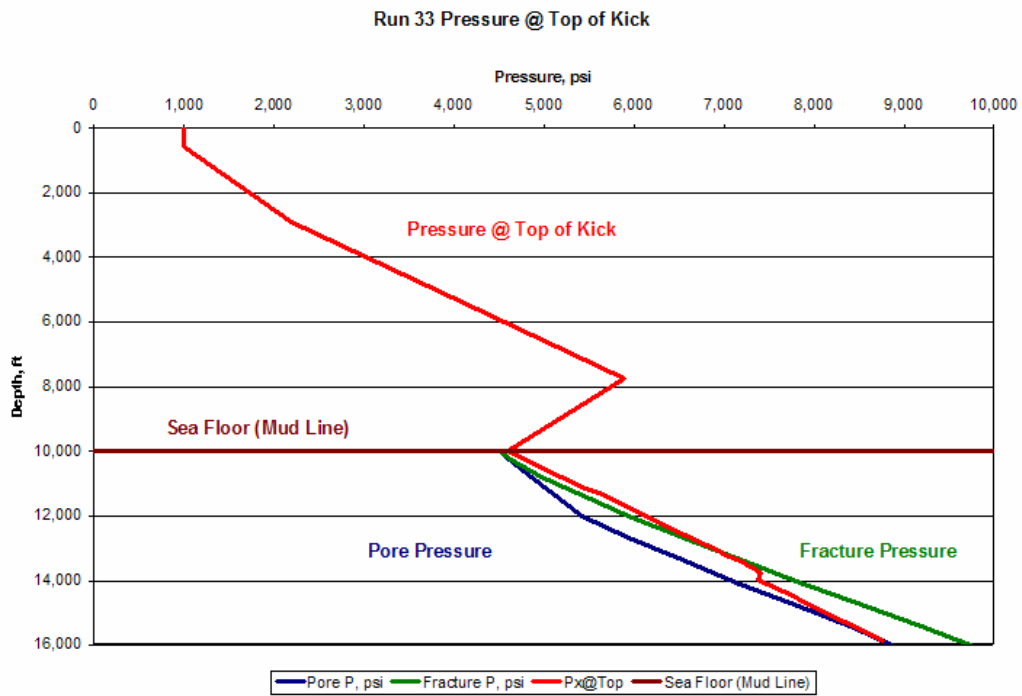 Run 33 Pressure @ Top of Kick
Pressure, psi
0 1,000 2,000 3,000 4,000 5,000 6,000 7,000 8,000 9,000 10,000
0
2,000
Pressure @ Top of Kick
4,000
6,000
8,000
Depth, ft
Sea Floor (Mud Line)
10,000
12,000
Pore Pressure
Fracture Pressure
14,000
16,000
Pore P, psi Fracture P, psi Px@Top Sea Floor (Mud Line)